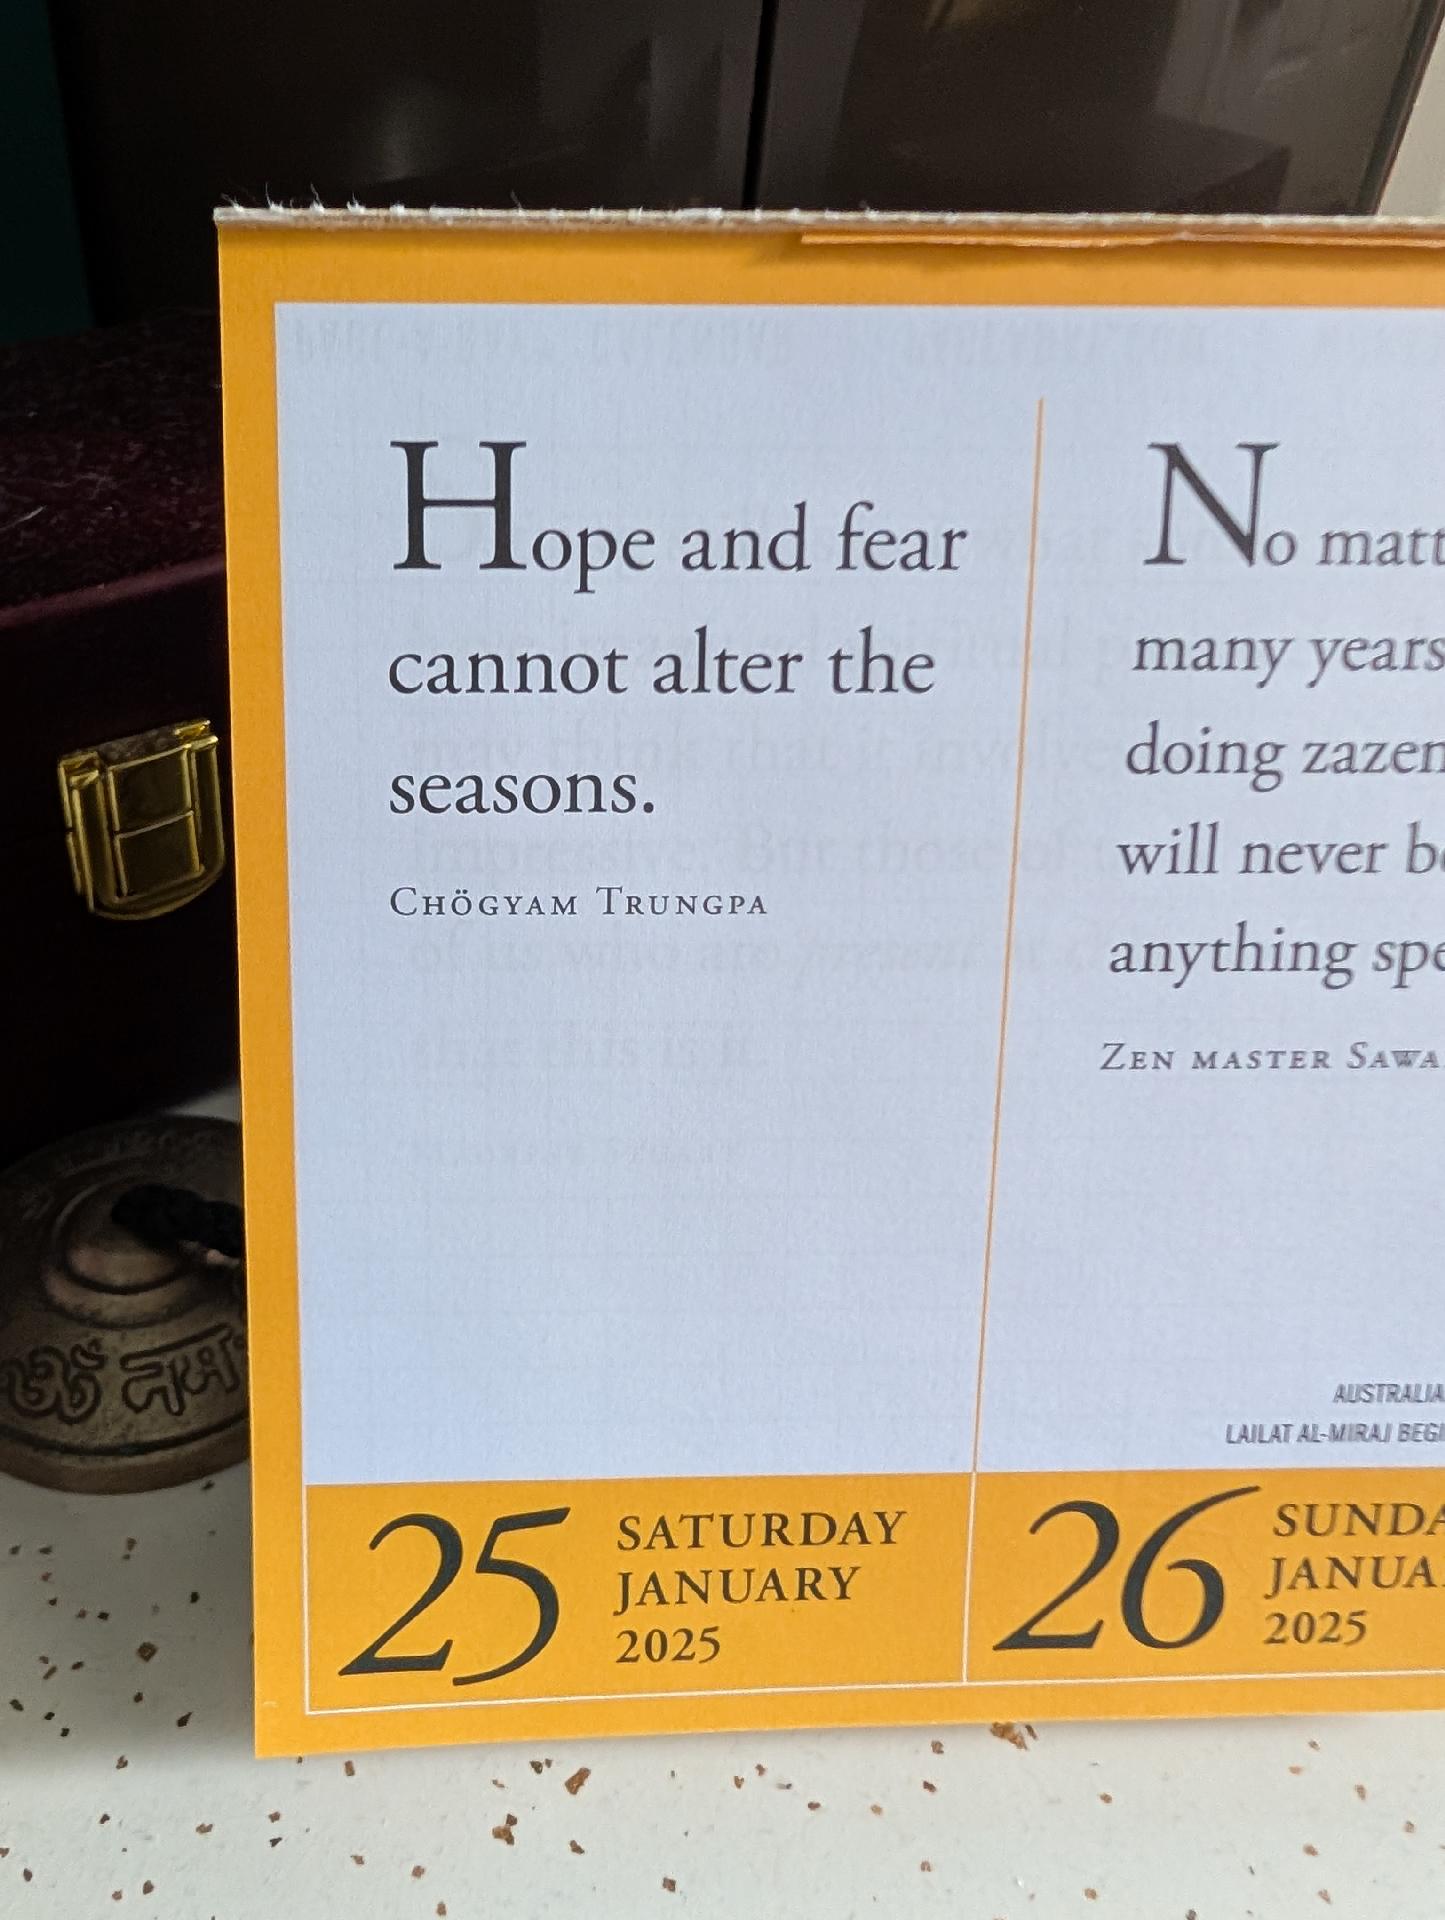 Hope and fear
cannot alter the
seasons.
CHÖGYAM TRUNGPA
25
SATURDAY
JANUARY
2025
No matt
many years
doing zazen
will never be
anything spe
ZEN MASTER SAWA
AUSTRALIA
LAILAT AL-MIRAJ BEGI
26
SUNDA
JANUA
2025